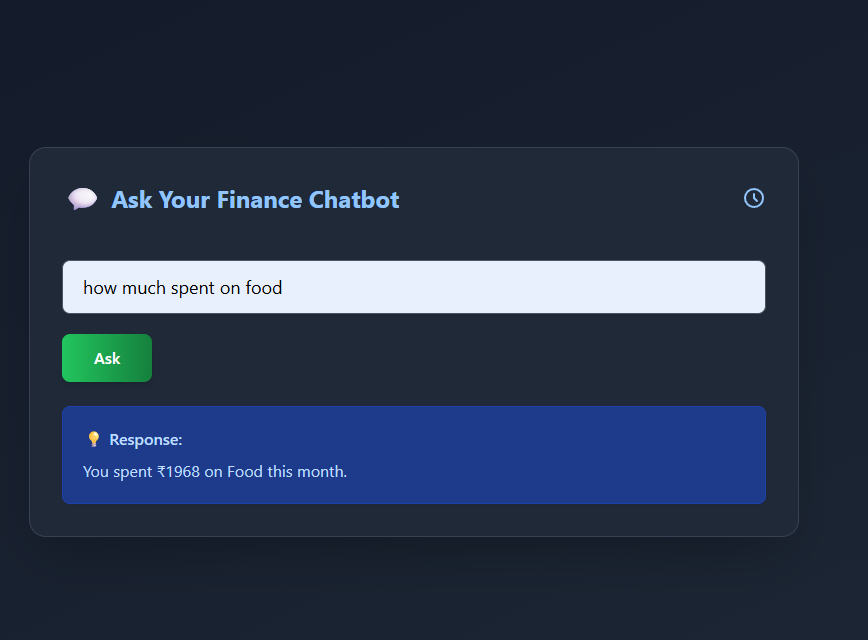 Ask Your Finance Chatbot
how much spent on food
Ask
Response:
You spent ₹1968 on Food this month.